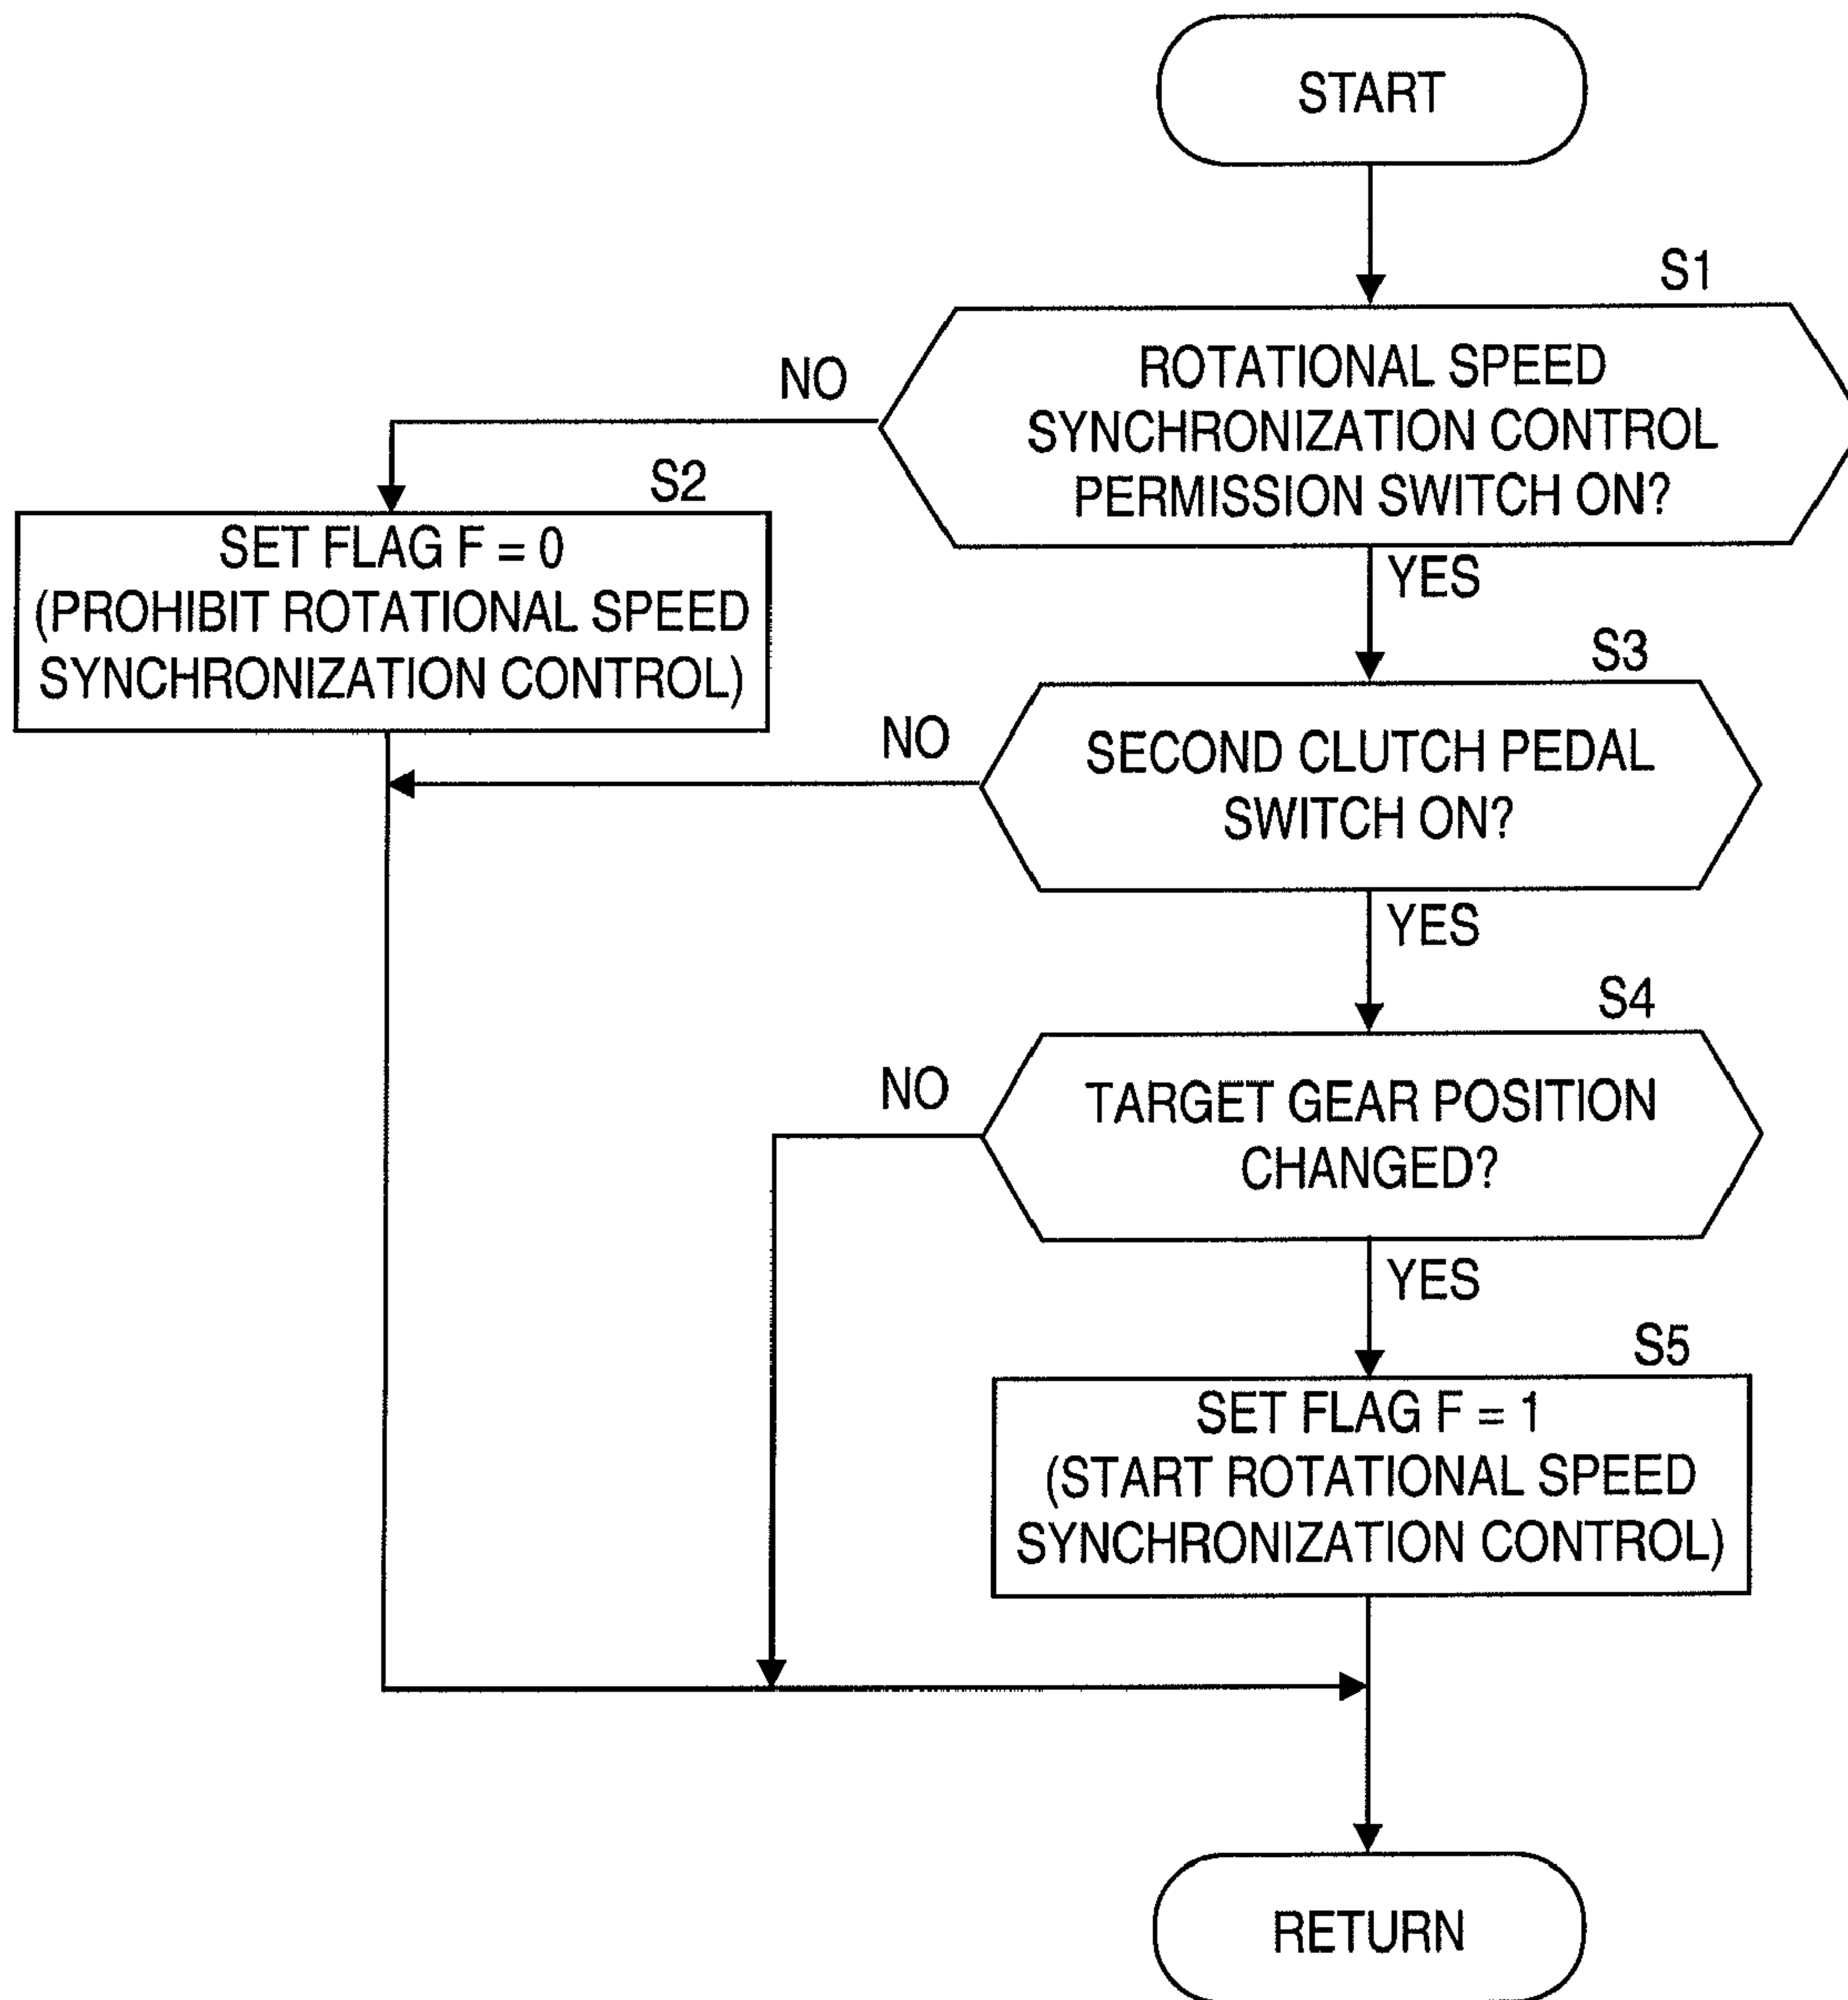 START
S1
ROTATIONAL SPEED
SYNCHRONIZATION CONTROL
PERMISSION SWITCH ON?
NO
YES
S2
SET FLAG F = 0
(PROHIBIT ROTATIONAL SPEED
SYNCHRONIZATION CONTROL)
S3
SECOND CLUTCH PEDAL
SWITCH ON?
NO
YES
S4
TARGET GEAR POSITION
CHANGED?
NO
YES
S5
SET FLAG F = 1
(START ROTATIONAL SPEED
SYNCHRONIZATION CONTROL)
RETURN